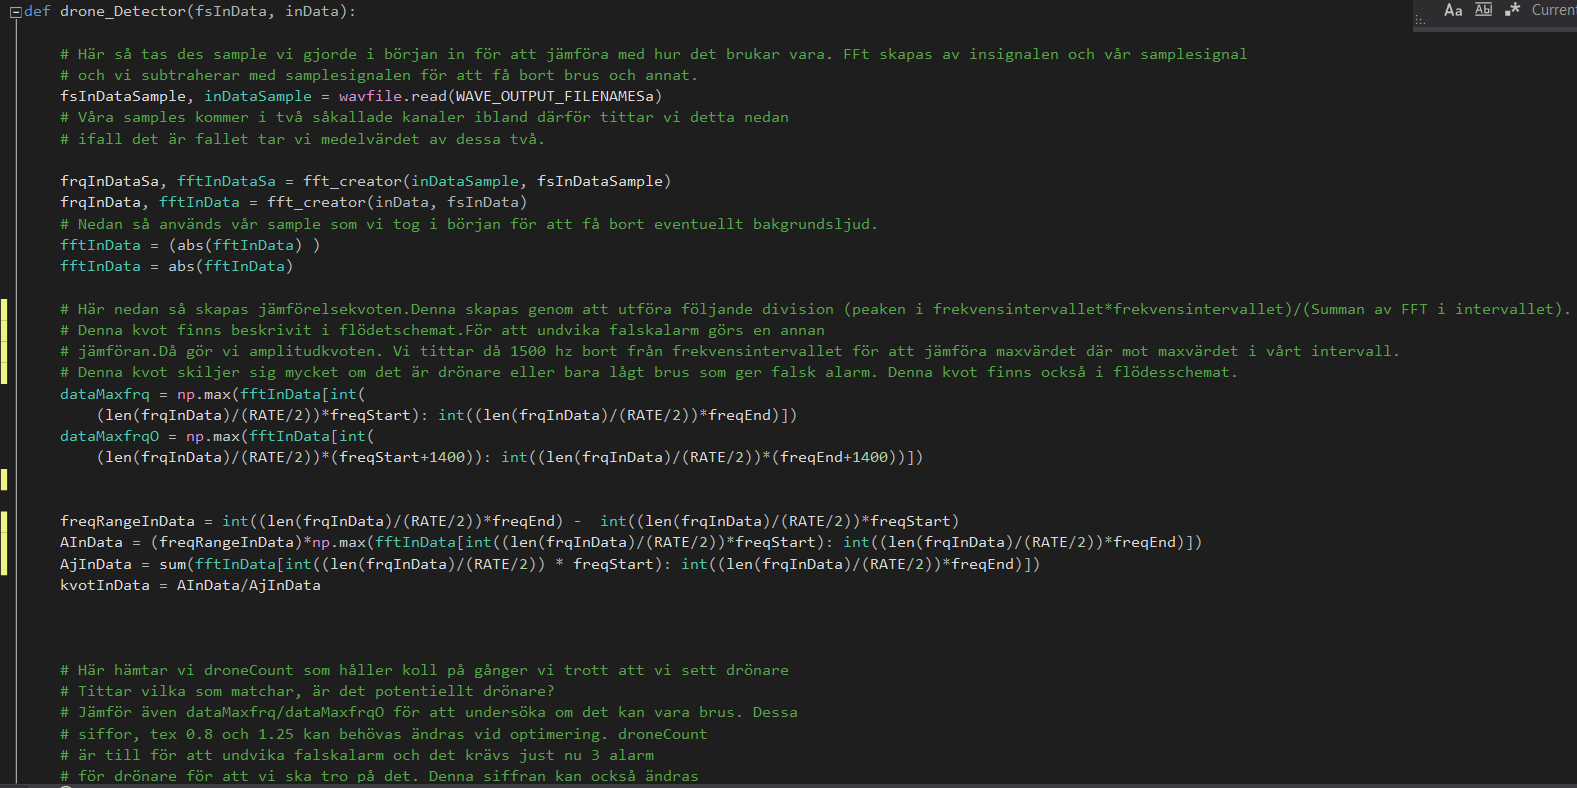 def drone_Detector(fsInData, inData):
Aa Abl .* Curren
# Här så tas des sample vi gjorde i början in för att jämföra med hur det brukar vara. FFt skapas av insignalen och vår samplesignal
# och vi subtraherar med samplesignalen för att få bort brus och annat.
fsInDataSample, inDataSample = wavfile.read(WAVE_OUTPUT_FILENAMESa)
# Våra samples kommer i två såkallade kanaler ibland därför tittar vi detta nedan
# ifall det är fallet tar vi medelvärdet av dessa två.
frqInDataSa, fftInDataSa = fft_creator(inDataSample, fsInDataSample)
frqInData, fftInData = fft_creator(inData, fsInData)
# Nedan så används vår sample som vi tog i början för att få bort eventuellt bakgrundsljud.
fftInData = (abs(fftInData) )
fftInData = abs(fftInData)
# Här nedan så skapas jämförelsekvoten.Denna skapas genom att utföra följande division (peaken i frekvensintervallet*frekvensintervallet)/(Summan av FFT i intervallet).
# Denna kvot finns beskrivit i flödetschemat.För att undvika falskalarm görs en annan
# jämföran.Då gör vi amplitudkvoten. Vi tittar då 1500 hz bort från frekvensintervallet för att jämföra maxvärdet där mot maxvärdet i vårt intervall.
# Denna kvot skiljer sig mycket om det är drönare eller bara lågt brus som ger falsk alarm. Denna kvot finns också i flödesschemat.
dataMaxfrq = np.max(fftInData[int(
(len(frqInData)/(RATE/2))*freqStart): int((len(frqInData)/(RATE/2))*freqEnd)])
dataMaxfrqO = np.max(fftInData[int(
(len(frqInData)/(RATE/2))*(freqStart+1400)): int((len(frqInData)/(RATE/2))*(freqEnd+1400))])
freqRangeInData = int((len(frqInData)/(RATE/2))*freqEnd) -  int((len(frqInData)/(RATE/2))*freqStart)
AInData = (freqRangeInData)*np.max(fftInData[int((len(frqInData)/(RATE/2))*freqStart): int((len(frqInData)/(RATE/2))*freqEnd)])
AjInData = sum(fftInData[int((len(frqInData)/(RATE/2)) * freqStart): int((len(frqInData)/(RATE/2))*freqEnd)])
kvotInData = AInData/AjInData
# Här hämtar vi droneCount som håller koll på gånger vi trott att vi sett drönare
# Tittar vilka som matchar, är det potentiellt drönare?
# Jämför även dataMaxfrq/dataMaxfrqO för att undersöka om det kan vara brus. Dessa
# siffor, tex 0.8 och 1.25 kan behövas ändras vid optimering. droneCount
# är till för att undvika falskalarm och det krävs just nu 3 alarm
# för drönare för att vi ska tro på det. Denna siffran kan också ändras